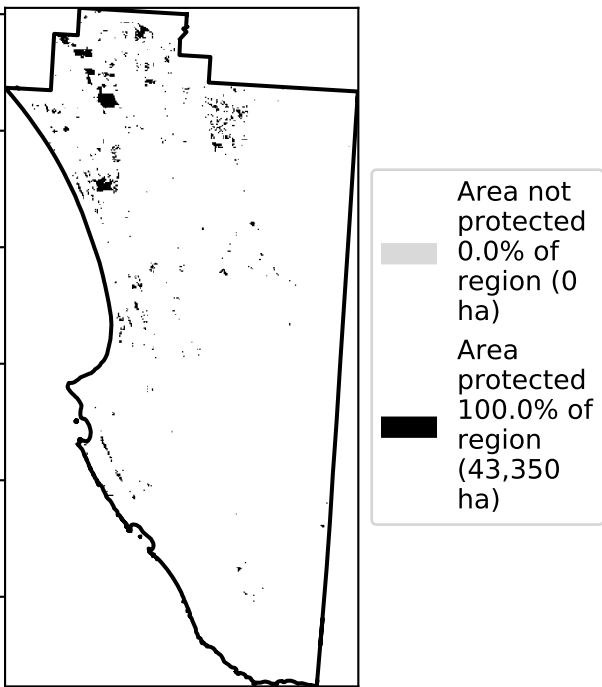 Area not
protected
0.0% of
region (0
ha)
Area
protected
100.0% of
region
(43,350
ha)